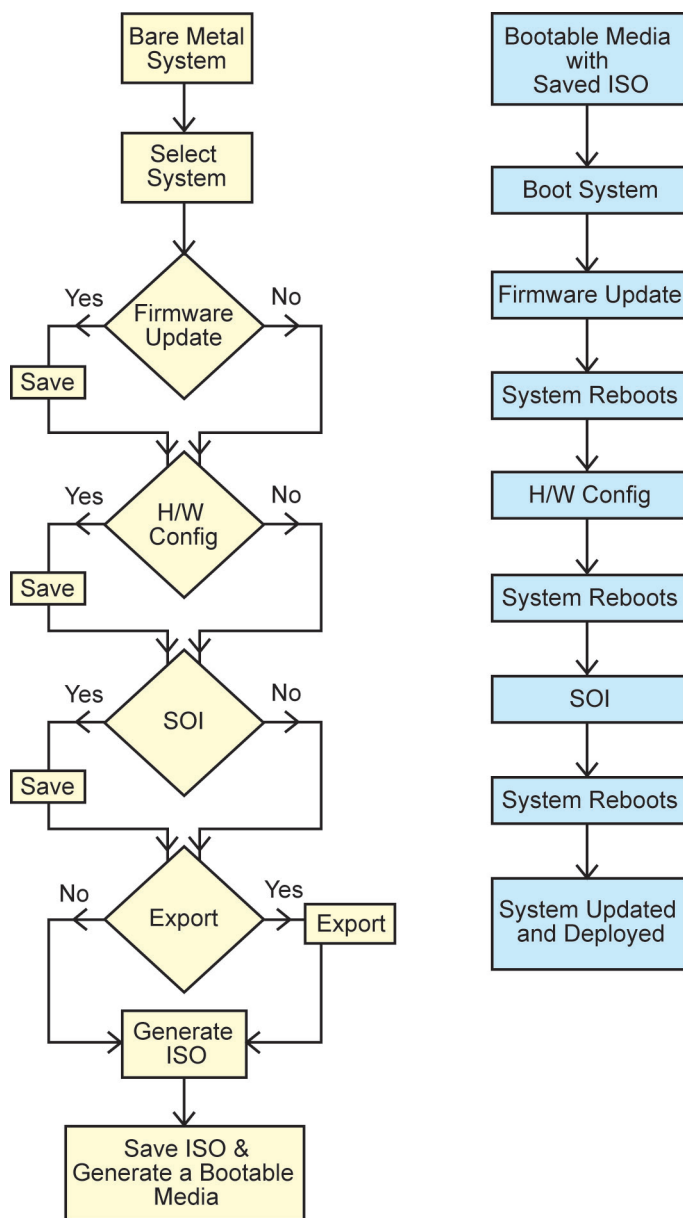 Bare Metal
System
Select
System
Yes
No
Firmware
Update
Save
Yes
No
H/W
Config
Save
Yes
No
SOI
Save
No
Yes
Export
Export
Generate
ISO
Save ISO &
Generate a Bootable
Media
Bootable Media
with
Saved ISO
Boot System
Firmware Update
System Reboots
H/W Config
System Reboots
SOI
System Reboots
System Updated
and Deployed